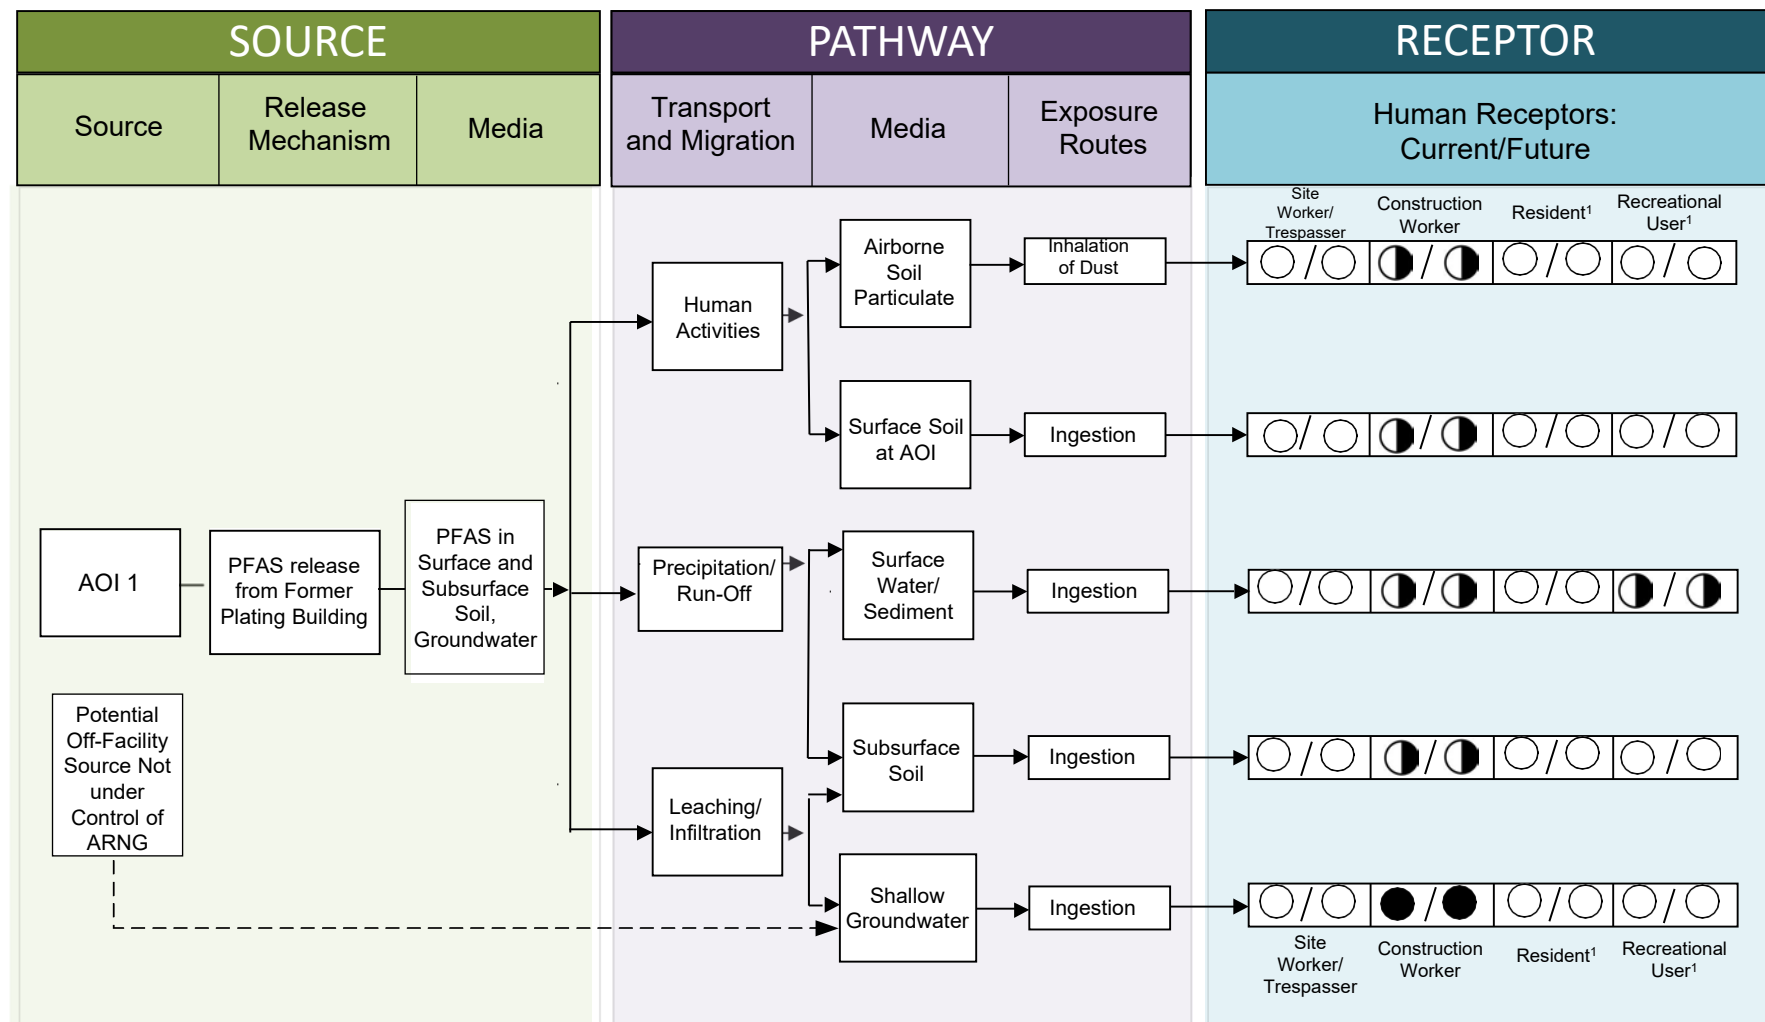 SOURCE
PATHWAY
RECEPTOR
Source
Release
Mechanism
Media
Transport
and Migration
Media
Exposure
Routes
Human Receptors:
Current/Future
Site
Worker/
Trespasser
Construction
Worker
Resident¹
Recreational
User¹
Airborne
Soil
Particulate
Inhalation
of Dust
/ / / /
Human
Activities
Surface Soil
at AOI
Ingestion
/ / / /
AOI 1
PFAS release
from Former
Plating Building
PFAS in
Surface and
Subsurface
Soil,
Groundwater
Precipitation/
Run-Off
Surface
Water/
Sediment
Ingestion
/ / / /
Potential
Off-Facility
Source Not
under
Control of
ARNG
Subsurface
Soil
Ingestion
/ / / /
Leaching/
Infiltration
Shallow
Groundwater
Ingestion
/ / / /
Site
Worker/
Trespasser
Construction
Worker
Resident¹
Recreational
User¹